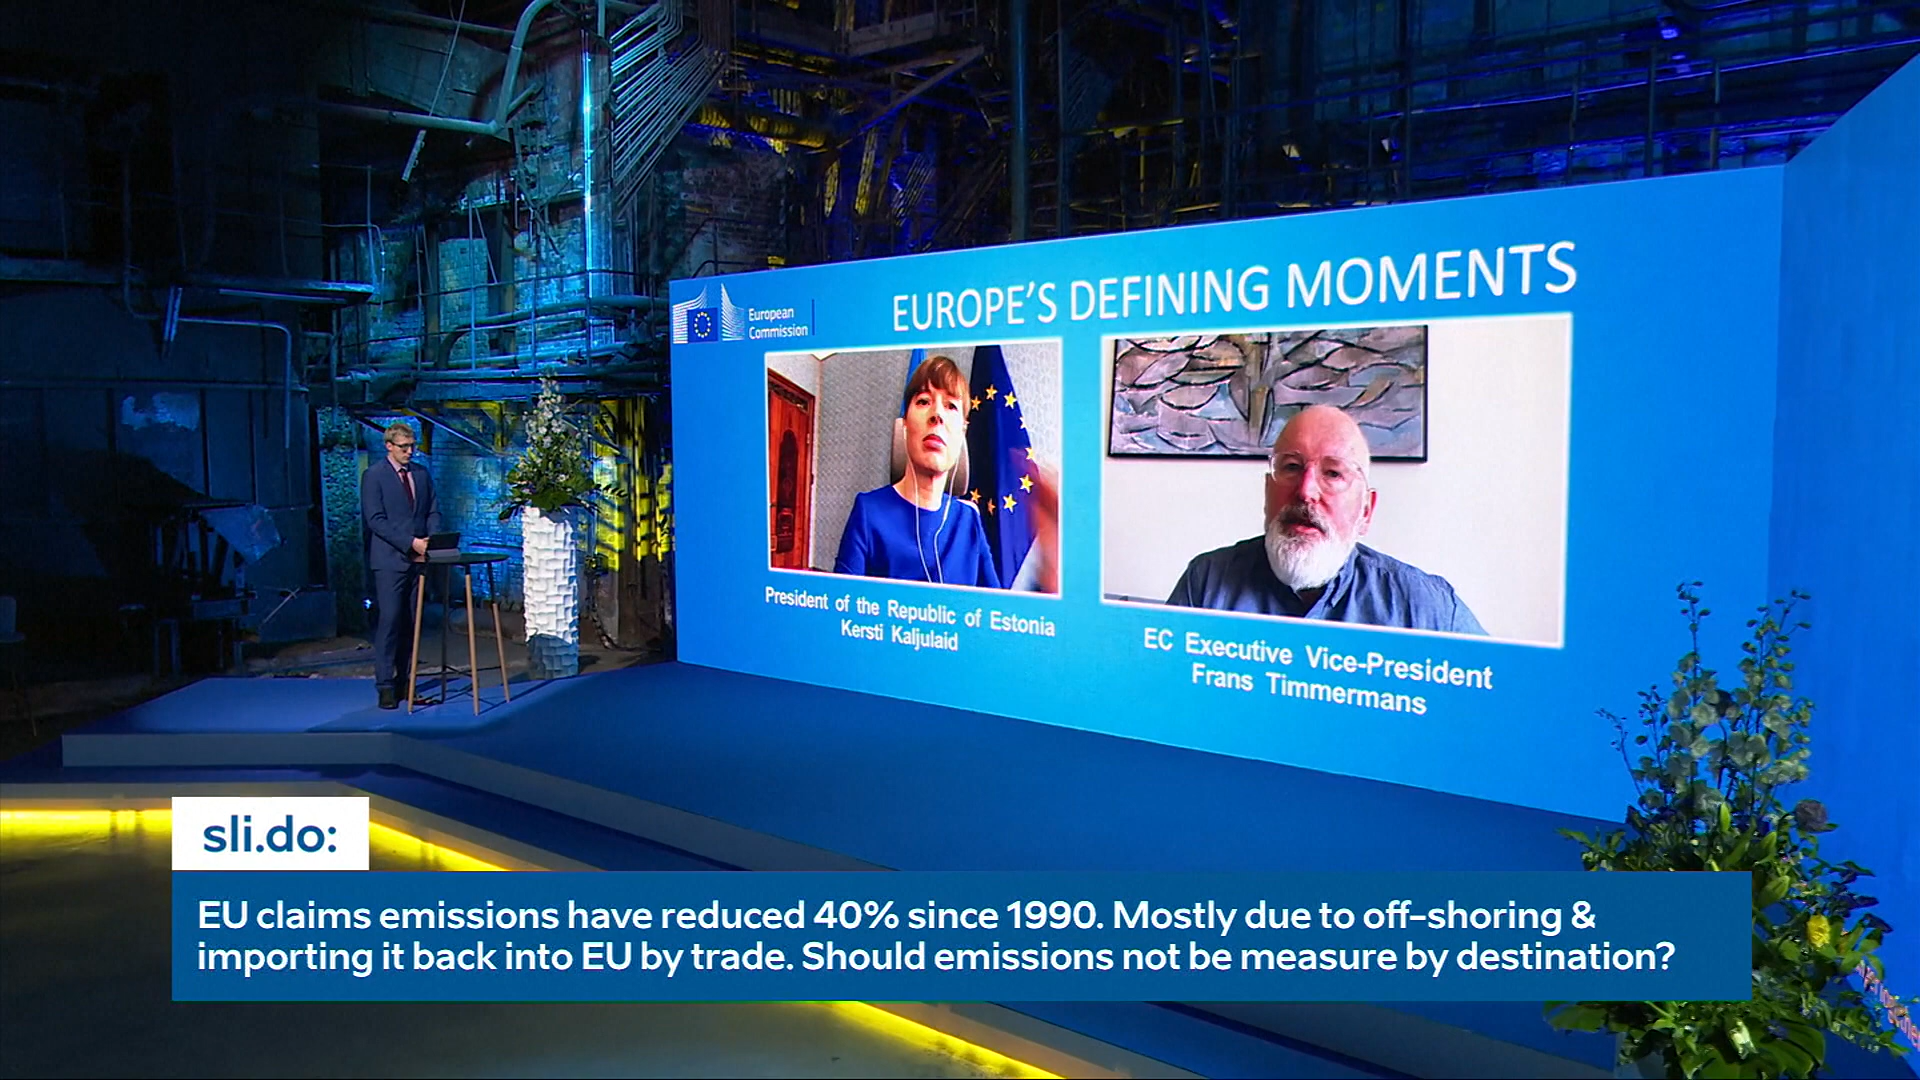 EUROPE'S DEFINING MOMENTS
European
Commission
President of the Republic of Estonia
Kersti Kaljulaid
EC Executive Vice-President
Frans Timmermans
sli.do:
EU claims emissions have reduced 40% since 1990. Mostly due to off-shoring &
importing it back into EU by trade. Should emissions not be measure by destination?